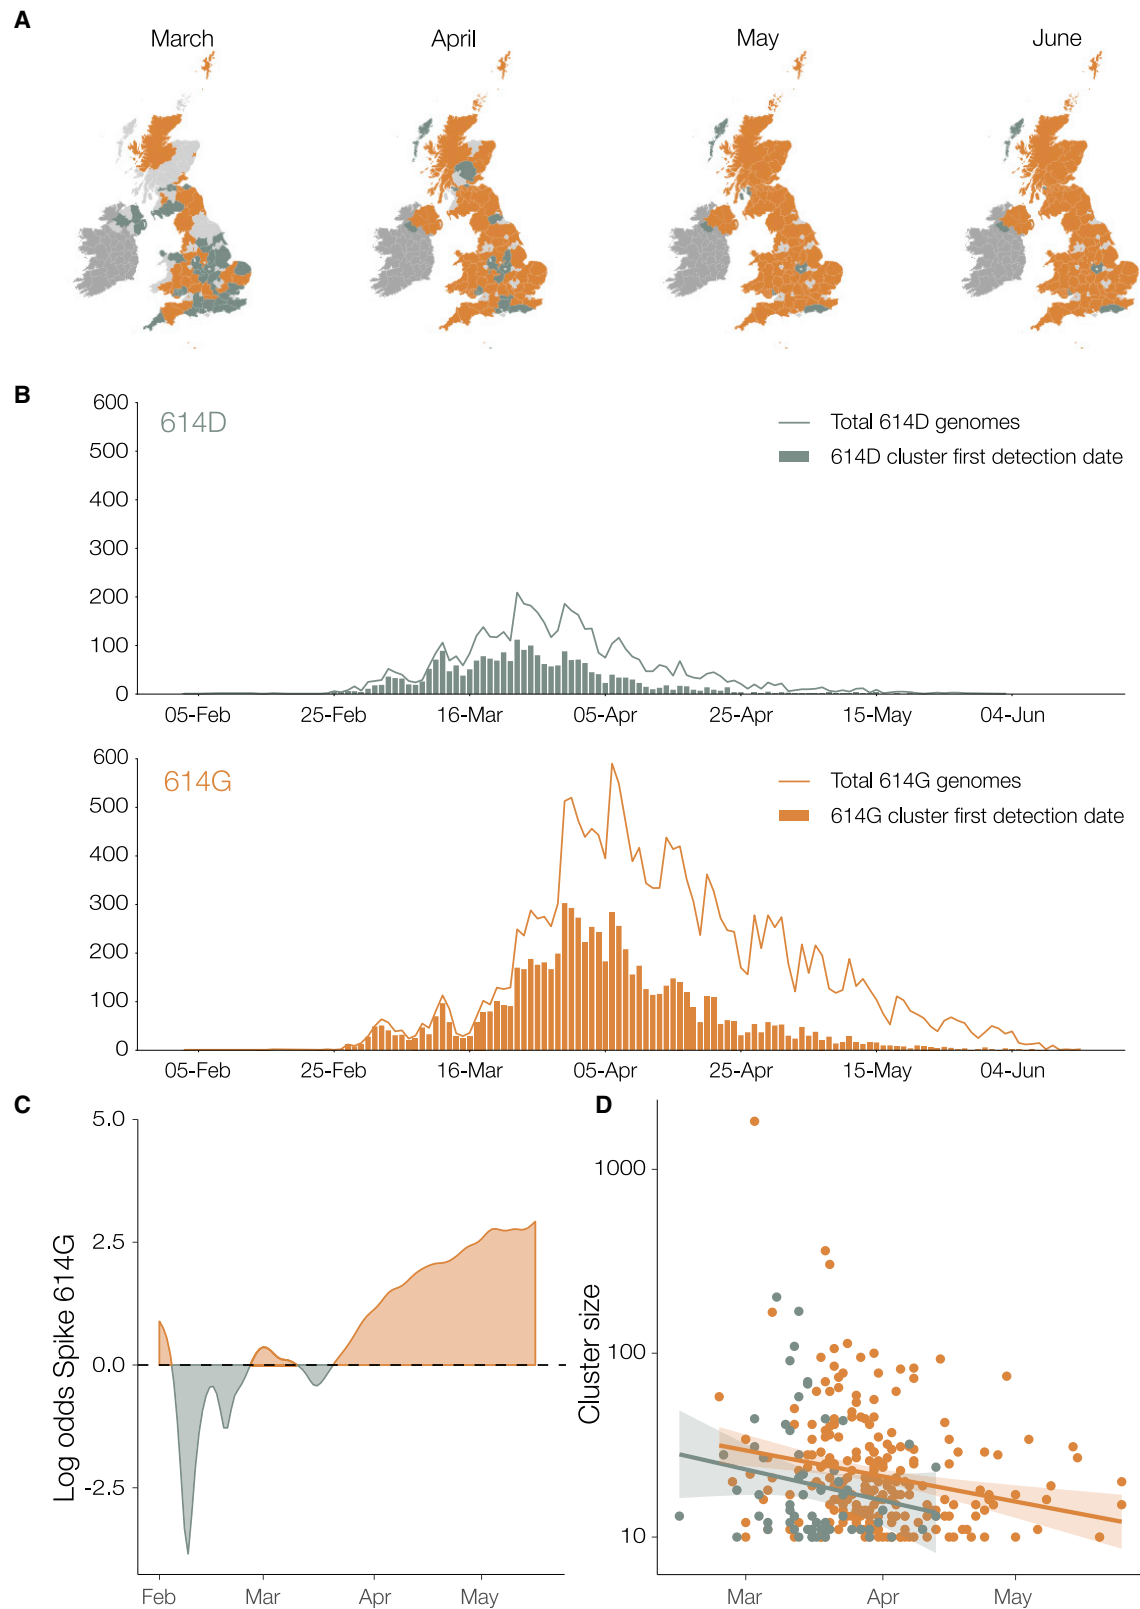 A
March
April
May
June
B
600
500
400
300
200
100
0
614D
Total 614D genomes
614D cluster first detection date
05-Feb
25-Feb
16-Mar
05-Apr
25-Apr
15-May
04-Jun
600
500
400
300
200
100
0
614G
Total 614G genomes
614G cluster first detection date
05-Feb
25-Feb
16-Mar
05-Apr
25-Apr
15-May
04-Jun
C
5.0
2.5
0.0
-2.5
Log odds Spike 614G
Feb
Mar
Apr
May
D
1000
100
10
Cluster size
Mar
Apr
May